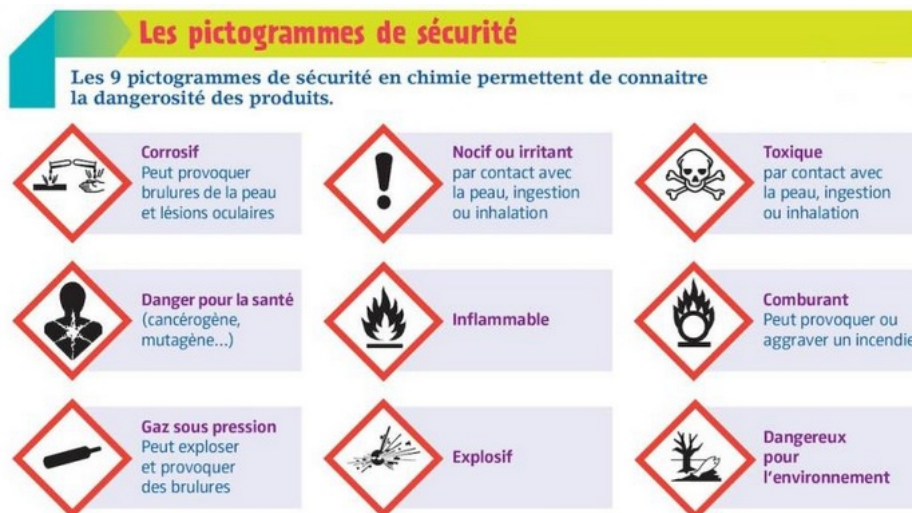 Les pictogrammes de sécurité
Les 9 pictogrammes de sécurité en chimie permettent de connaitre
la dangerosité des produits.
Corrosif
Peut provoquer
brulures de la peau
et lésions oculaires
Nocif ou irritant
par contact avec
la peau, ingestion
ou inhalation
Toxique
par contact avec
la peau, ingestion
ou inhalation
Danger pour la santé
(cancérogène,
mutagène...)
Inflammable
Comburant
Peut provoquer ou
aggraver un incendie
Gaz sous pression
Peut exploser
et provoquer
des brulures
Explosif
Dangereux
pour
l'environnement